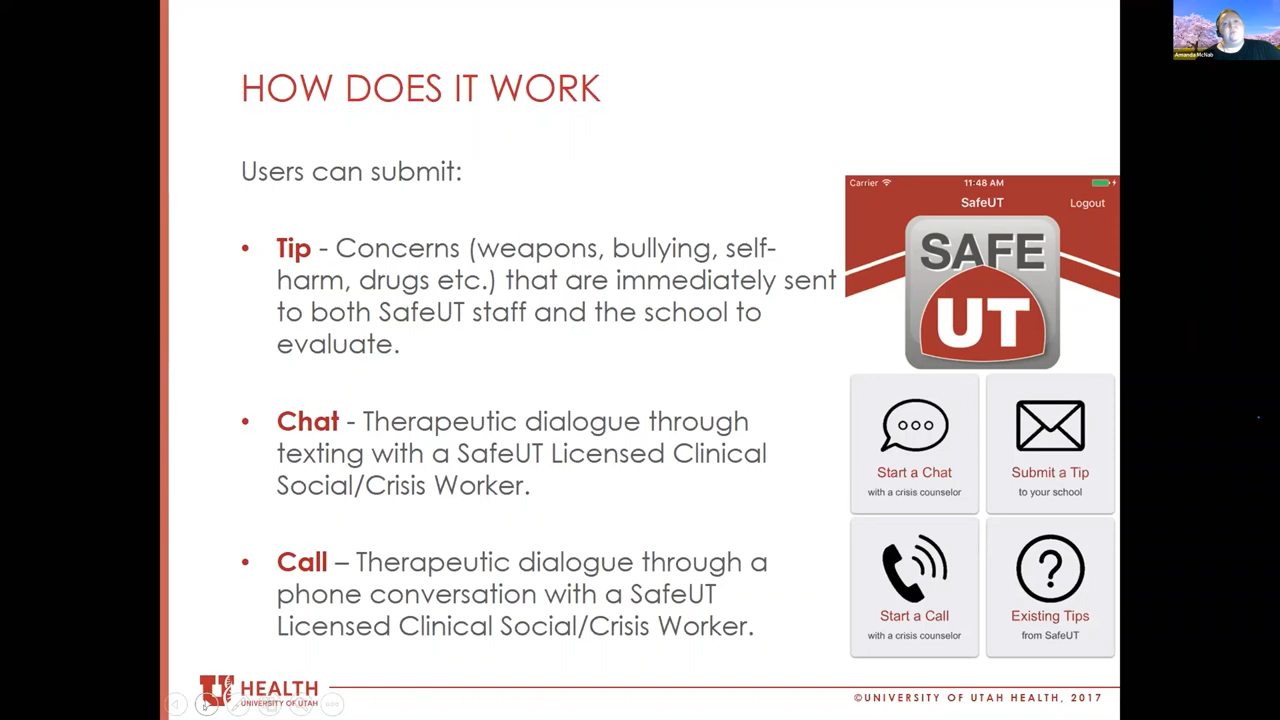 HOW DOES IT WORK
Users can submit:
• Tip - Concerns (weapons, bullying, self-
harm, drugs etc.) that are immediately sent
to both SafeUT staff and the school to
evaluate.
• Chat - Therapeutic dialogue through
texting with a SafeUT Licensed Clinical
Social/Crisis Worker.
• Call – Therapeutic dialogue through a
phone conversation with a SafeUT
Licensed Clinical Social/Crisis Worker.
Carrier 11:48 AM
SafeUT Logout
SAFE
UT
Start a Chat
with a crisis counselor
Submit a Tip
to your school
Start a Call
with a crisis counselor
Existing Tips
from SafeUT
U HEALTH
UNIVERSITY OF UTAH
©UNIVERSITY OF UTAH HEALTH, 2017
Amanda McNab